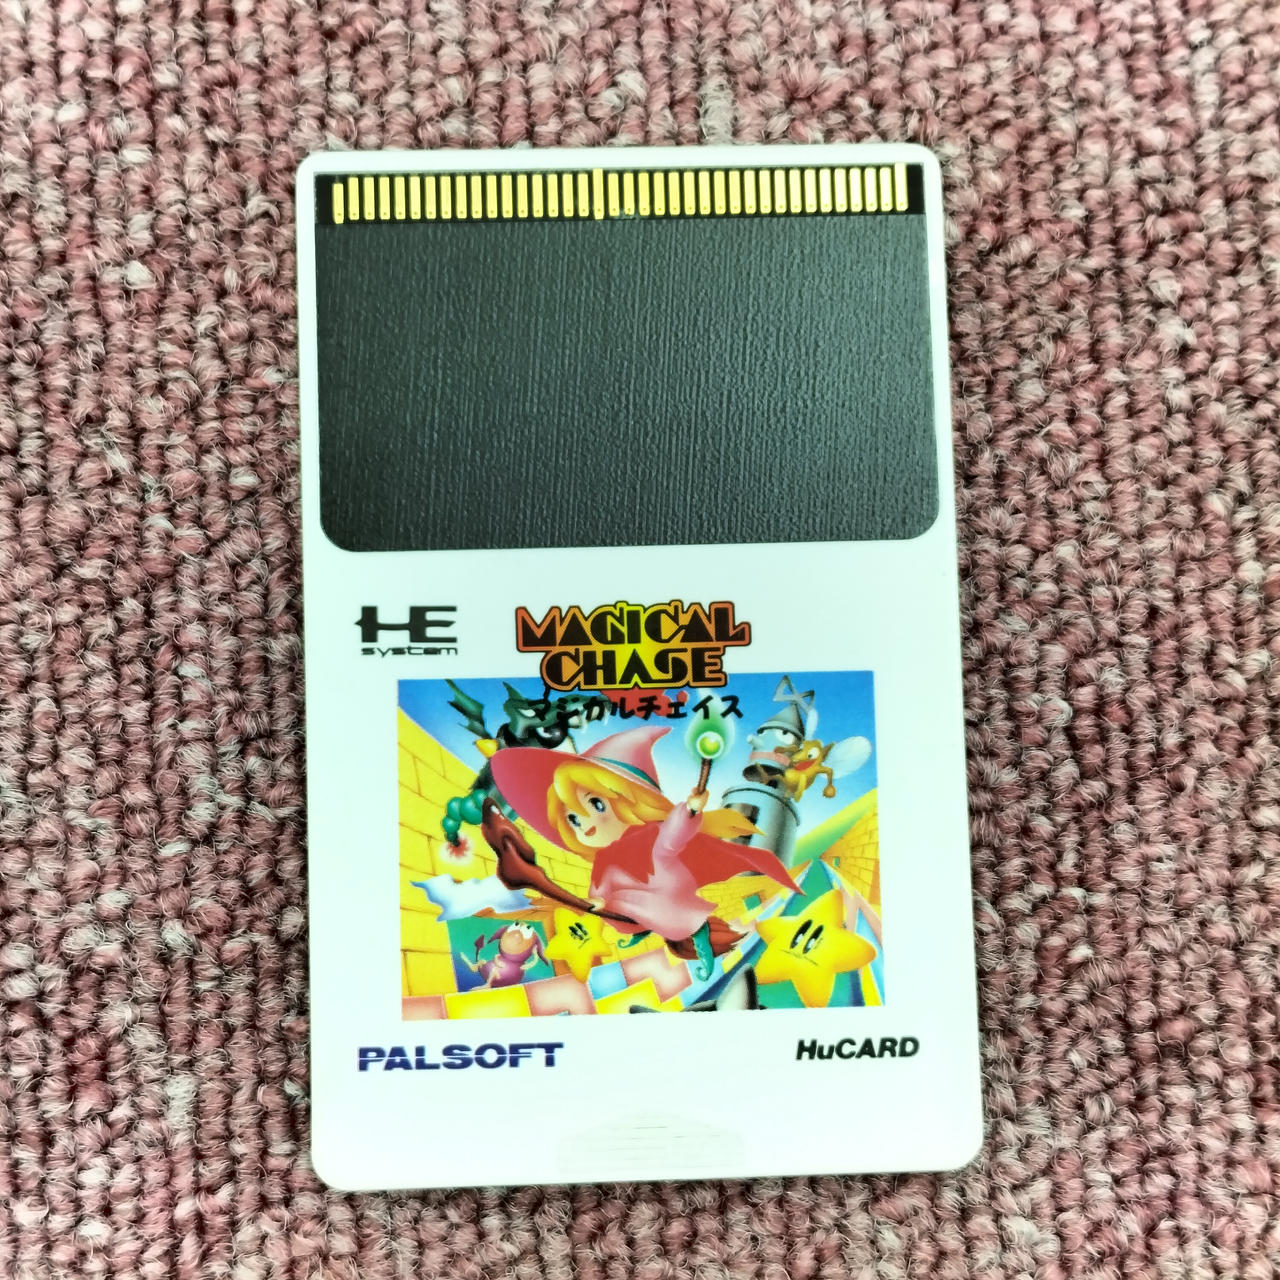 HE
system
MAGICAL
CHASE
マジカルチェイス
PALSOFT
HuCARD